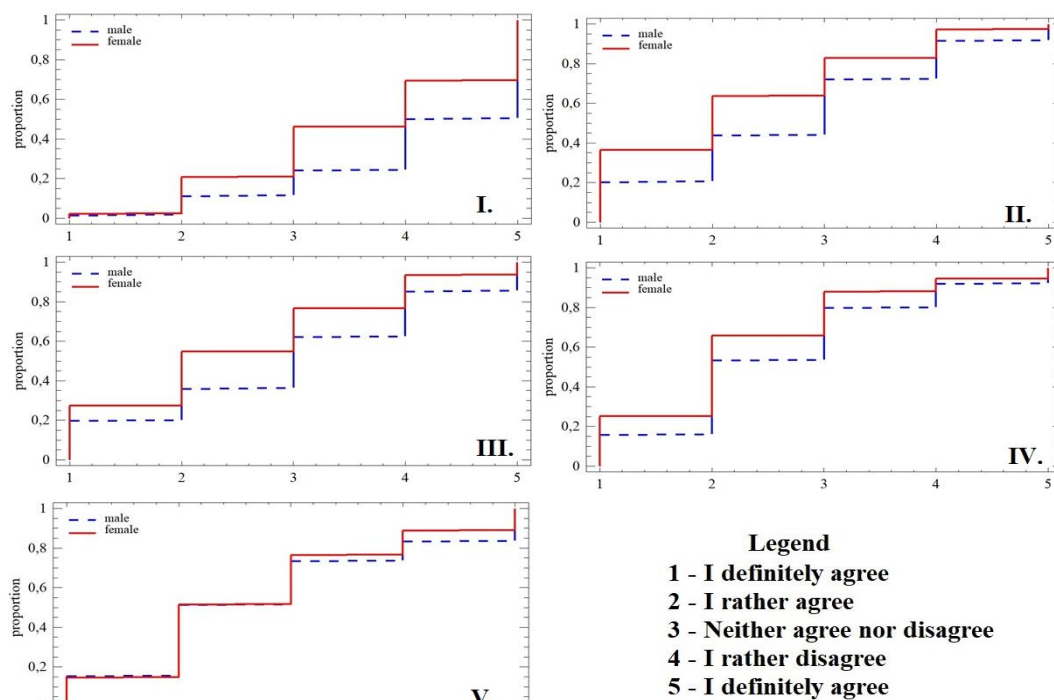 1
0,8
0,6
0,4
0,2
0
proportion
male
female
1
2
3
4
5
I.
1
0,8
0,6
0,4
0,2
0
proportion
male
female
1
2
3
4
5
II.
1
0,8
0,6
0,4
0,2
0
proportion
male
female
1
2
3
4
5
III.
1
0,8
0,6
0,4
0,2
0
proportion
male
female
1
2
3
4
5
IV.
1
0,8
0,6
0,4
0,2
proportion
male
female
V.
Legend
1 - I definitely agree
2 - I rather agree
3 - Neither agree nor disagree
4 - I rather disagree
5 - I definitely agree